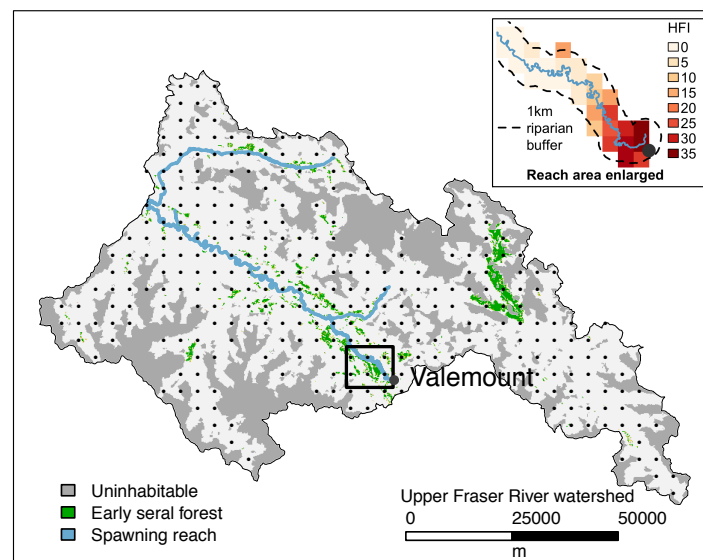 HFI
0
5
10
15
20
25
30
35
1km
riparian
buffer
Reach area enlarged
Valemount
Uninhabitable
Early seral forest
Spawning reach
Upper Fraser River watershed
0 25000 50000
m